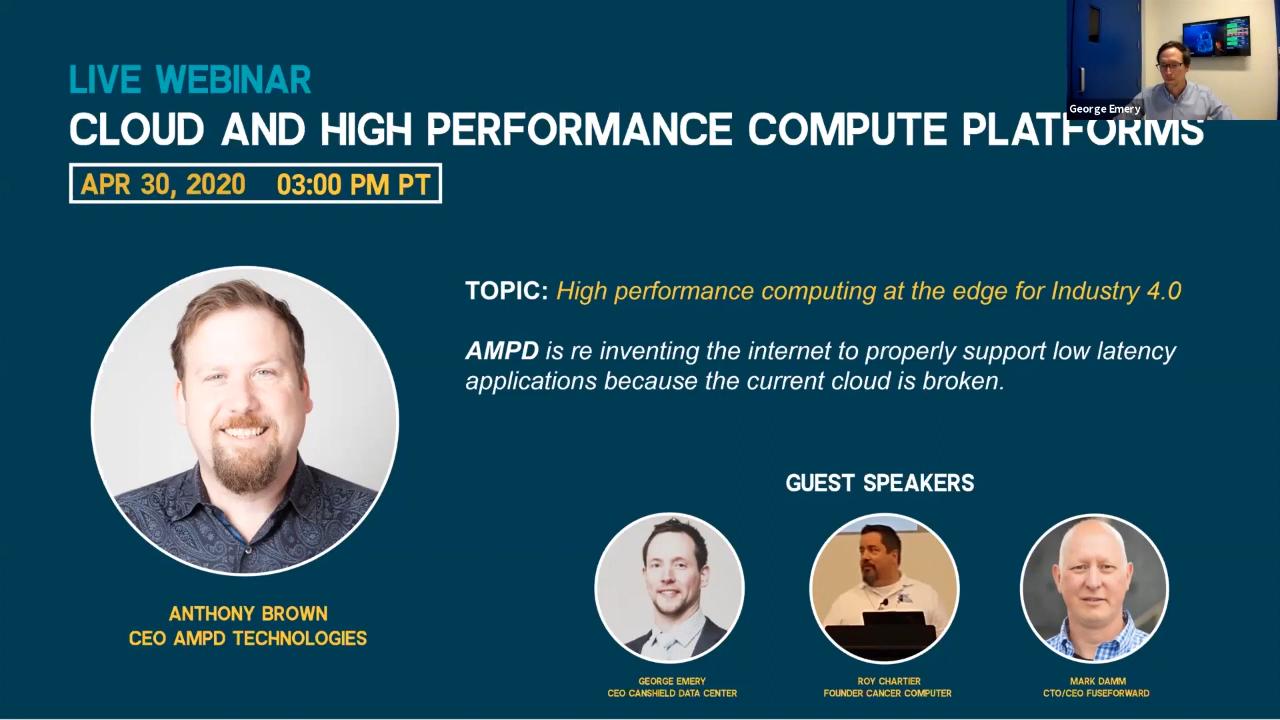 LIVE WEBINAR
CLOUD AND HIGH PERFORMANCE COMPUTE PLATFORMS
APR 30, 2020 03:00 PM PT
George Emery
TOPIC: High performance computing at the edge for Industry 4.0
AMPD is re inventing the internet to properly support low latency
applications because the current cloud is broken.
ANTHONY BROWN
CEO AMPD TECHNOLOGIES
GUEST SPEAKERS
GEORGE EMERY
CEO CANSHIELD DATA CENTER
ROY CHARTIER
FOUNDER CANCER COMPUTER
MARK DAMM
CTO/CEO FUSEFORWARD